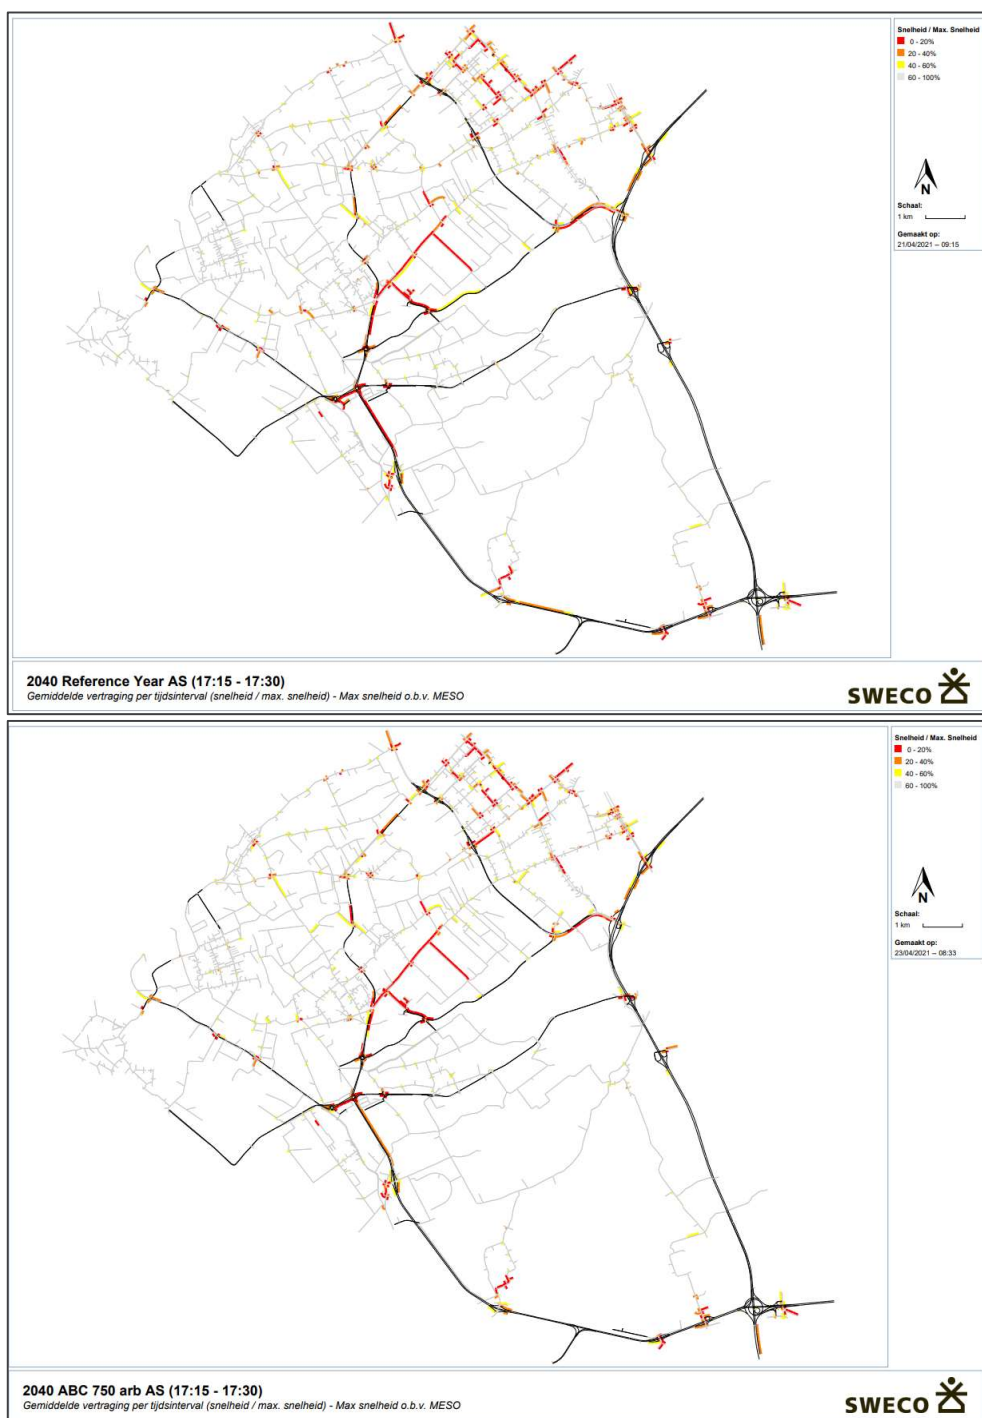 Snelheid / Max. Snelheid
0 - 20%
20 - 40%
40 - 60%
60 - 100%
N
Schaal:
1 km
Gemaakt op:
21/04/2021 – 09:15
2040 Reference Year AS (17:15 - 17:30)
Gemiddelde vertraging per tijdsinterval (snelheid / max. snelheid) - Max snelheid o.b.v. MESO
SWECO
Snelheid / Max. Snelheid
0 - 20%
20 - 40%
40 - 60%
60 - 100%
N
Schaal:
1 km
Gemaakt op:
23/04/2021 – 08:33
2040 ABC 750 arb AS (17:15 - 17:30)
Gemiddelde vertraging per tijdsinterval (snelheid / max. snelheid) - Max snelheid o.b.v. MESO
SWECO